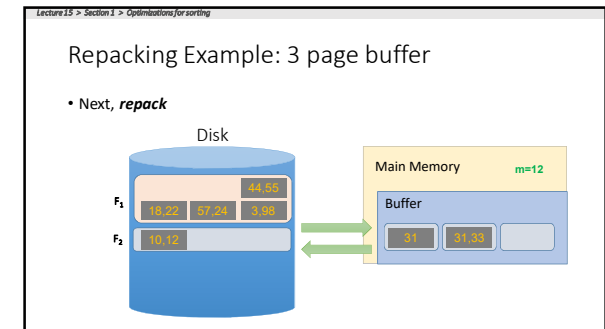 Lecture 15 > Section 1 > Optimizations for sorting
Repacking Example: 3 page buffer
• Next, repack
Disk
Main Memory
m=12
44,55
Buffer
F1
18,22 57,24 3,98
31 31,33
F2
10,12